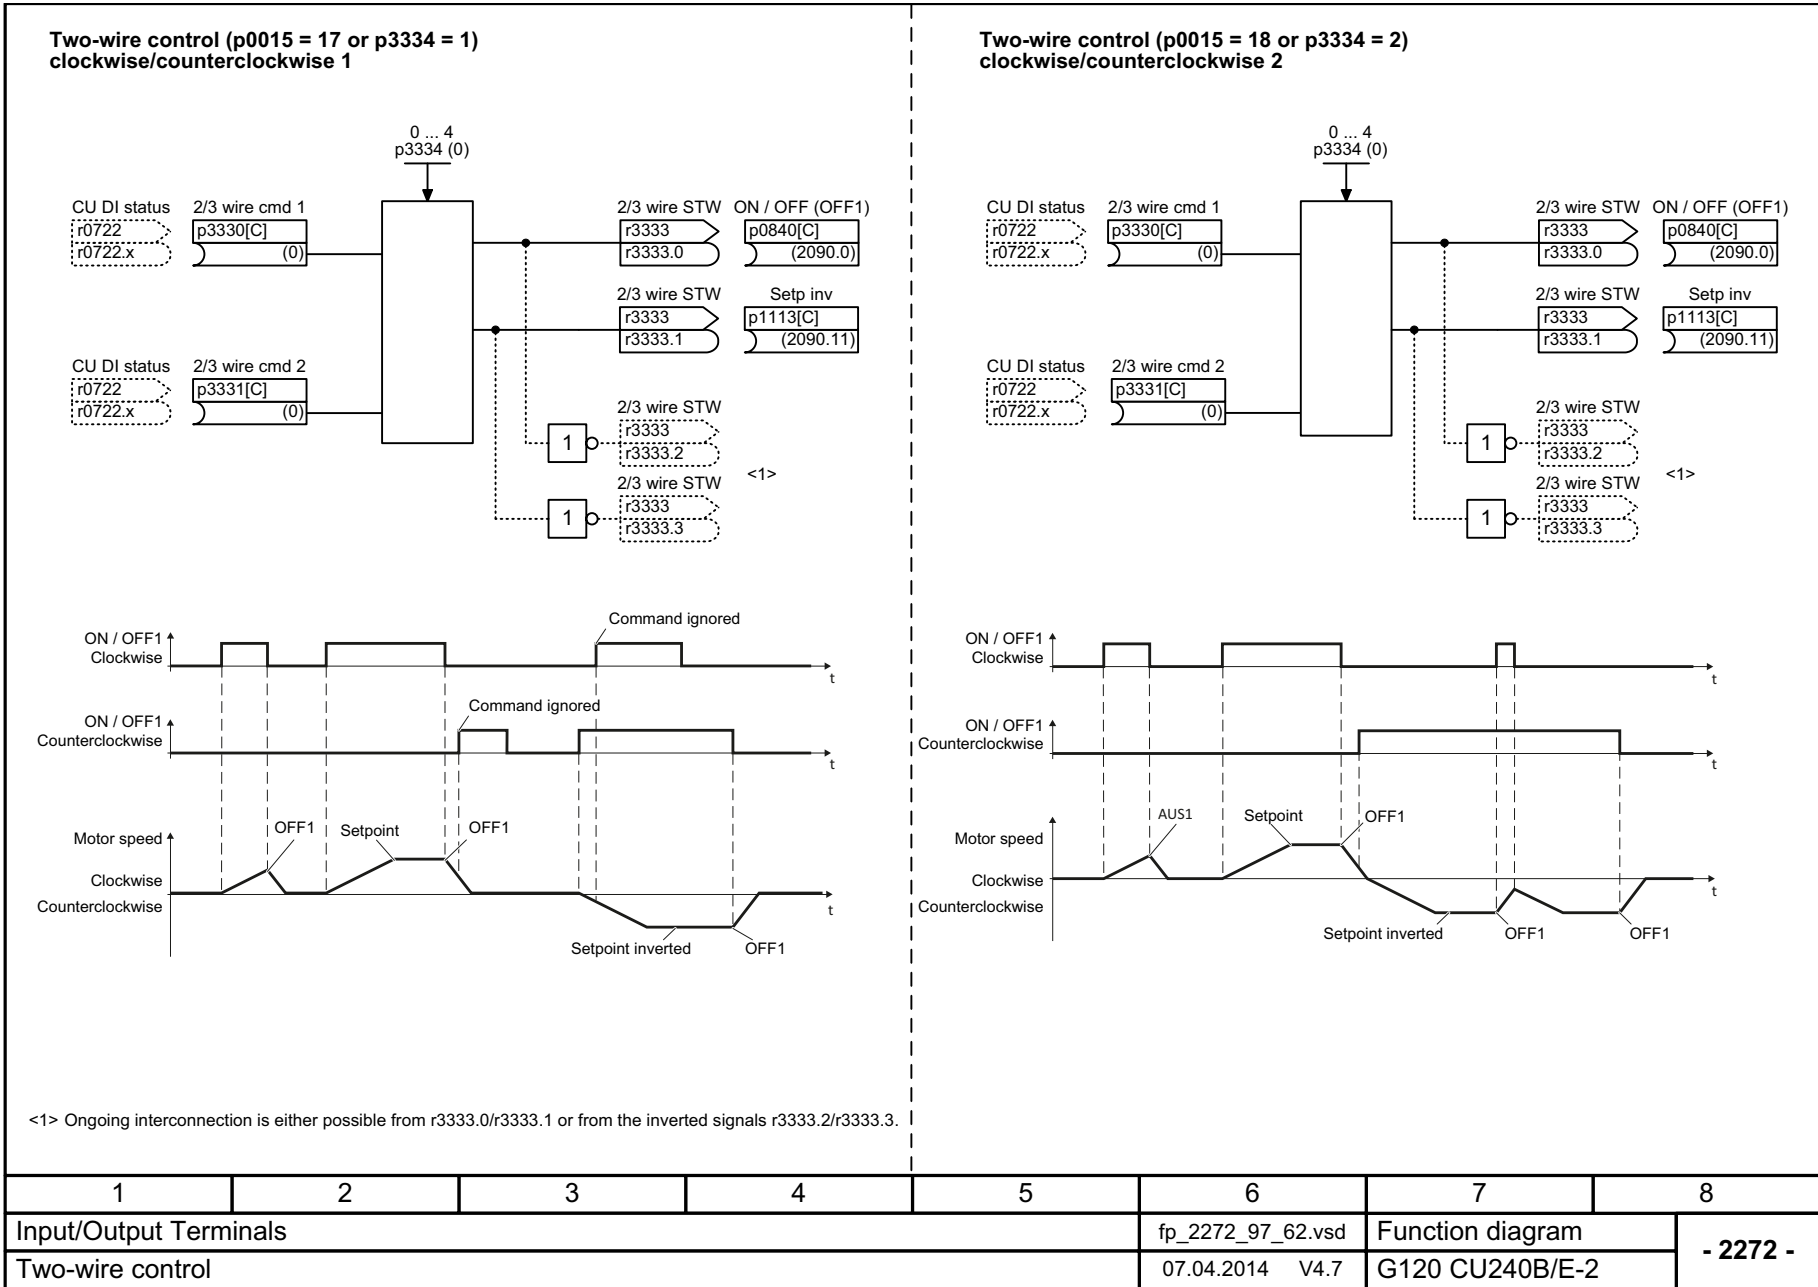 Two-wire control (p0015 = 17 or p3334 = 1)
clockwise/counterclockwise 1
0 ... 4
p3334 (0)
CU DI status
r0722
r0722.x
2/3 wire cmd 1
p3330[C]
(0)
2/3 wire STW
r3333
r3333.0
ON / OFF (OFF1)
p0840[C]
(2090.0)
2/3 wire STW
r3333
r3333.1
Setp inv
p1113[C]
(2090.11)
CU DI status
r0722
r0722.x
2/3 wire cmd 2
p3331[C]
(0)
2/3 wire STW
1
r3333
r3333.2
<1>
2/3 wire STW
1
r3333
r3333.3
Command ignored
ON / OFF1
Clockwise
t
Command ignored
ON / OFF1
Counterclockwise
t
Motor speed
OFF1
Setpoint
OFF1
Clockwise
Counterclockwise
t
Setpoint inverted
OFF1
<1> Ongoing interconnection is either possible from r3333.0/r3333.1 or from the inverted signals r3333.2/r3333.3.
Two-wire control (p0015 = 18 or p3334 = 2)
clockwise/counterclockwise 2
0 ... 4
p3334 (0)
CU DI status
r0722
r0722.x
2/3 wire cmd 1
p3330[C]
(0)
2/3 wire STW
r3333
r3333.0
ON / OFF (OFF1)
p0840[C]
(2090.0)
2/3 wire STW
r3333
r3333.1
Setp inv
p1113[C]
(2090.11)
CU DI status
r0722
r0722.x
2/3 wire cmd 2
p3331[C]
(0)
2/3 wire STW
1
r3333
r3333.2
<1>
2/3 wire STW
1
r3333
r3333.3
ON / OFF1
Clockwise
t
ON / OFF1
Counterclockwise
t
Motor speed
AUS1
Setpoint
OFF1
Clockwise
Counterclockwise
t
Setpoint inverted
OFF1
OFF1
1 2 3 4 5 6 7 8
Input/Output Terminals
fp_2272_97_62.vsd
Function diagram
- 2272 -
Two-wire control
07.04.2014 V4.7
G120 CU240B/E-2